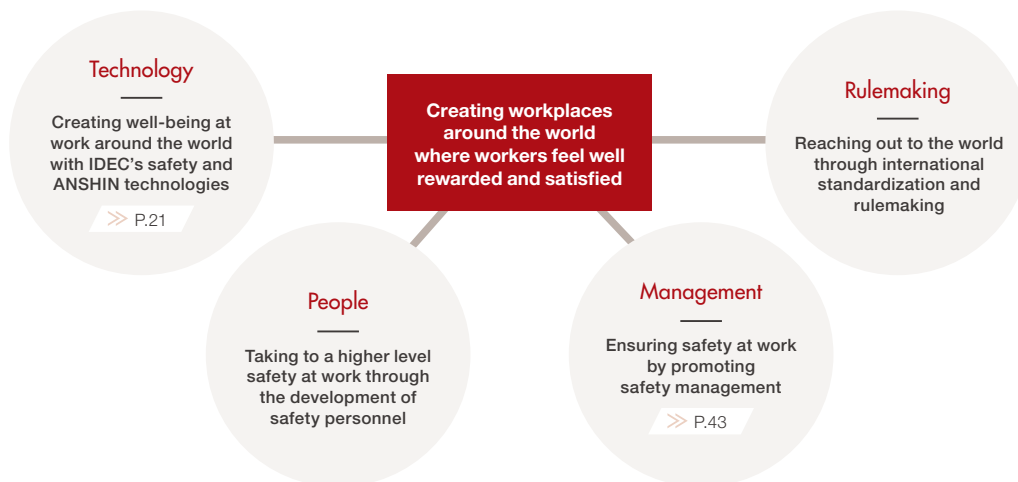 Technology
Creating well-being at
work around the world
with IDEC's safety and
ANSHIN technologies
P.21
Creating workplaces
around the world
where workers feel well
rewarded and satisfied
Rulemaking
Reaching out to the world
through international
standardization and
rulemaking
People
Taking to a higher level
safety at work through
the development of
safety personnel
Management
Ensuring safety at work
by promoting
safety management
P.43